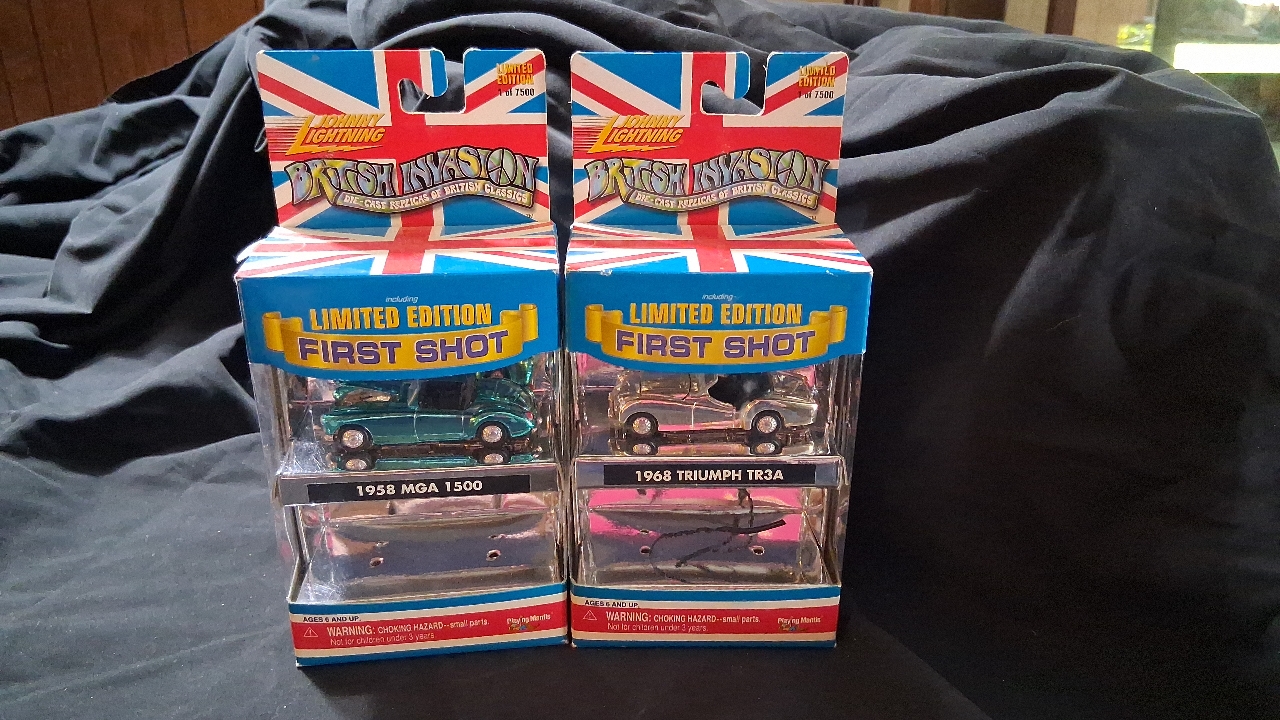 LIMITED
EDITION
1 of 7500
JOHNNY
LIGHTNING
BRITISH INVASION
DIE-CAST REPLICAS OF BRITISH CLASSICS
including
LIMITED EDITION
FIRST SHOT
1958 MGA 1500
AGES 6 AND UP.
WARNING: CHOKING HAZARD--small parts.
Not for children under 3 years.
Playing Mantis
LIMITED
EDITION
1 of 7500
JOHNNY
LIGHTNING
BRITISH INVASION
DIE-CAST REPLICAS OF BRITISH CLASSICS
including
LIMITED EDITION
FIRST SHOT
1968 TRIUMPH TR3A
AGES 6 AND UP.
WARNING: CHOKING HAZARD--small parts.
Not for children under 3 years.
Playing Mantis